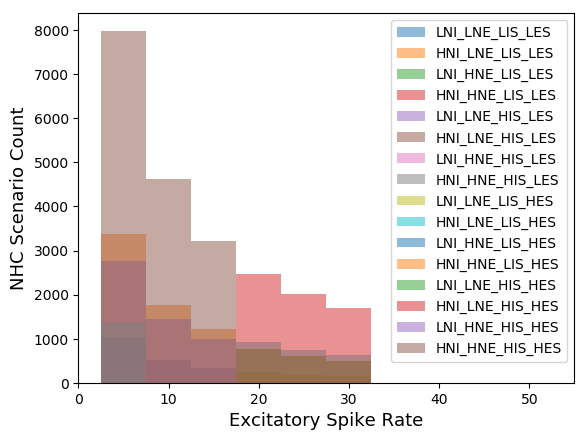 8000
7000
6000
5000
4000
3000
2000
1000
0
NHC Scenario Count
0 10 20 30 40 50
Excitatory Spike Rate
LNI_LNE_LIS_LES
HNI_LNE_LIS_LES
LNI_HNE_LIS_LES
HNI_HNE_LIS_LES
LNI_LNE_HIS_LES
HNI_LNE_HIS_LES
LNI_HNE_HIS_LES
HNI_HNE_HIS_LES
LNI_LNE_LIS_HES
HNI_LNE_LIS_HES
LNI_HNE_LIS_HES
HNI_HNE_LIS_HES
LNI_LNE_HIS_HES
HNI_LNE_HIS_HES
LNI_HNE_HIS_HES
HNI_HNE_HIS_HES